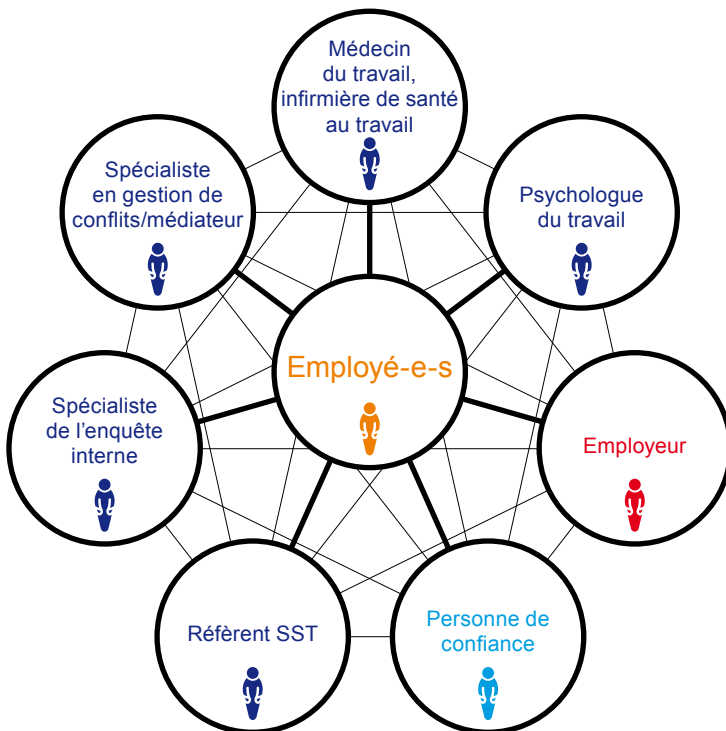 Médecin
du travail,
infirmière de santé
au travail
Spécialiste
en gestion de
conflits/médiateur
Psychologue
du travail
Employé-e-s
Spécialiste
de l'enquête
interne
Employeur
Réfèrent SST
Personne de
confiance